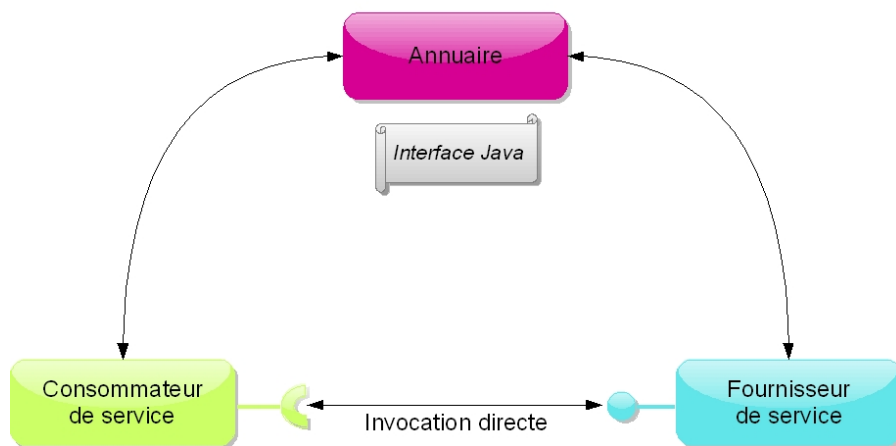 Annuaire
Interface Java
Consommateur
de service
Invocation directe
Fournisseur
de service